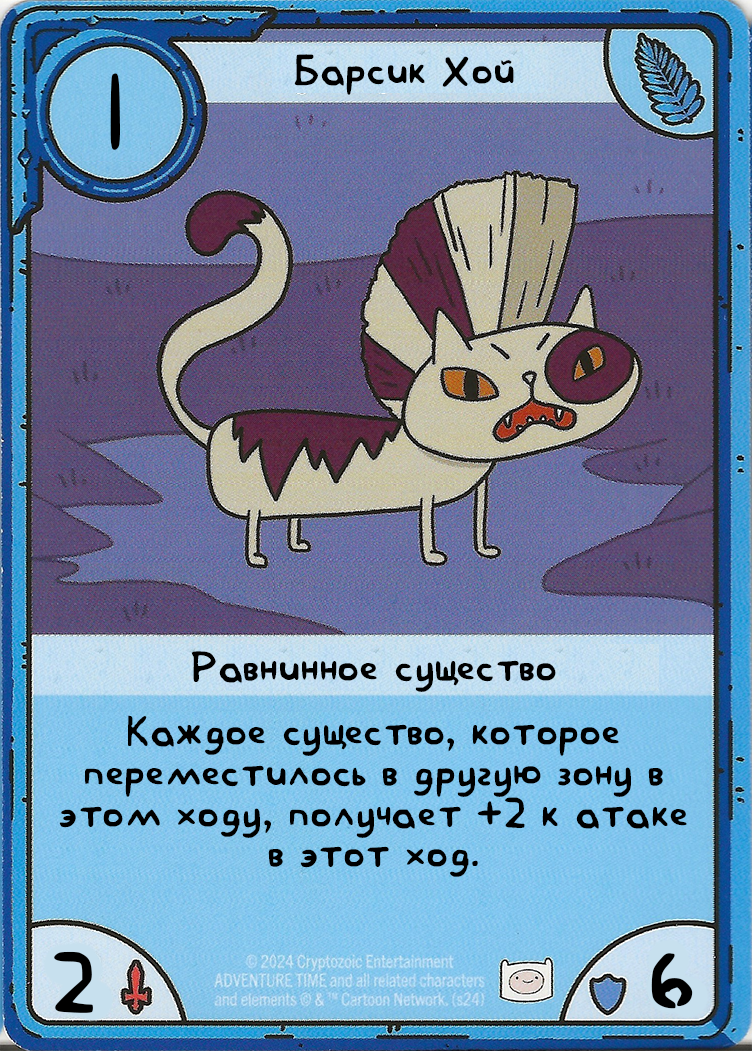 1
Барсик Хой
Равнинное существо
Каждое существо, которое
переместилось в другую зону в
этом ходу, получает +2 к атаке
в этот ход.
2
© 2024 Cryptozoic Entertainment
ADVENTURE TIME and all related characters
and elements © & ™ Cartoon Network. (s24)
6